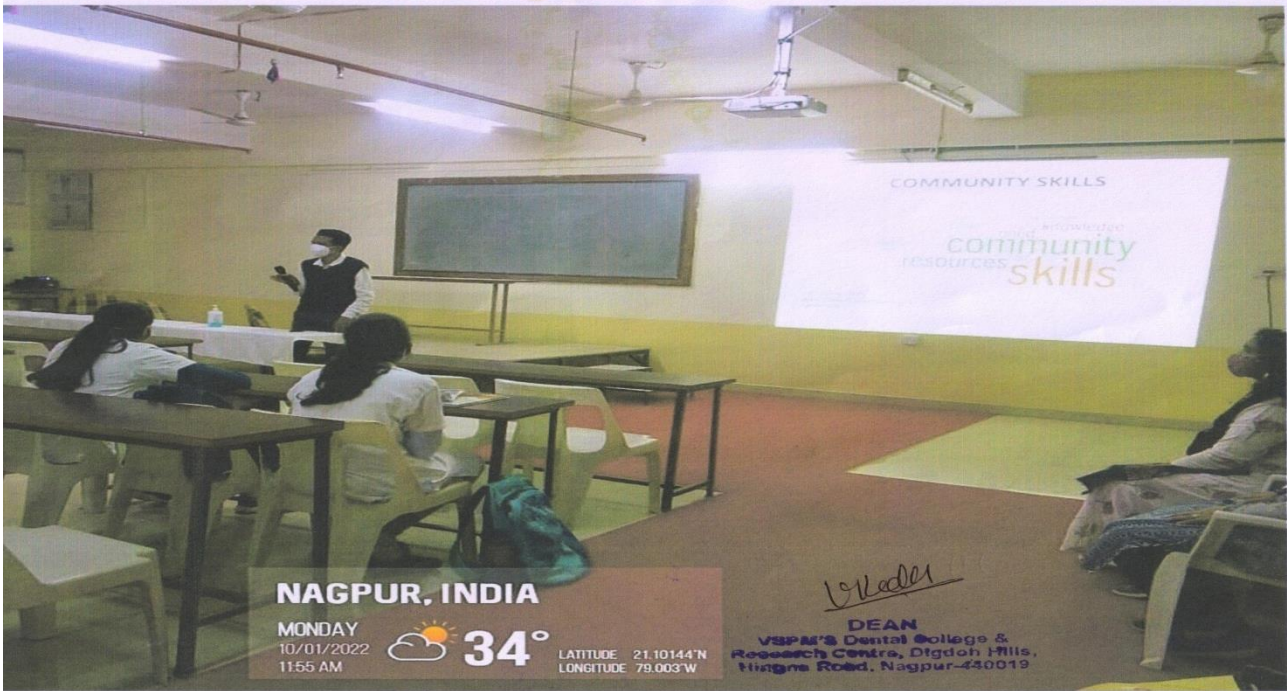 COMMUNITY SKILLS
knowledge
community
resources
skills
NAGPUR, INDIA
MONDAY
10/01/2022
11:55 AM
34°
LATITUDE 21.10144°N
LONGITUDE 79.003°W
DEAN
VSPM'S Dental College &
Research Centre, Digdoh Hills,
Hingna Road, Nagpur-440019